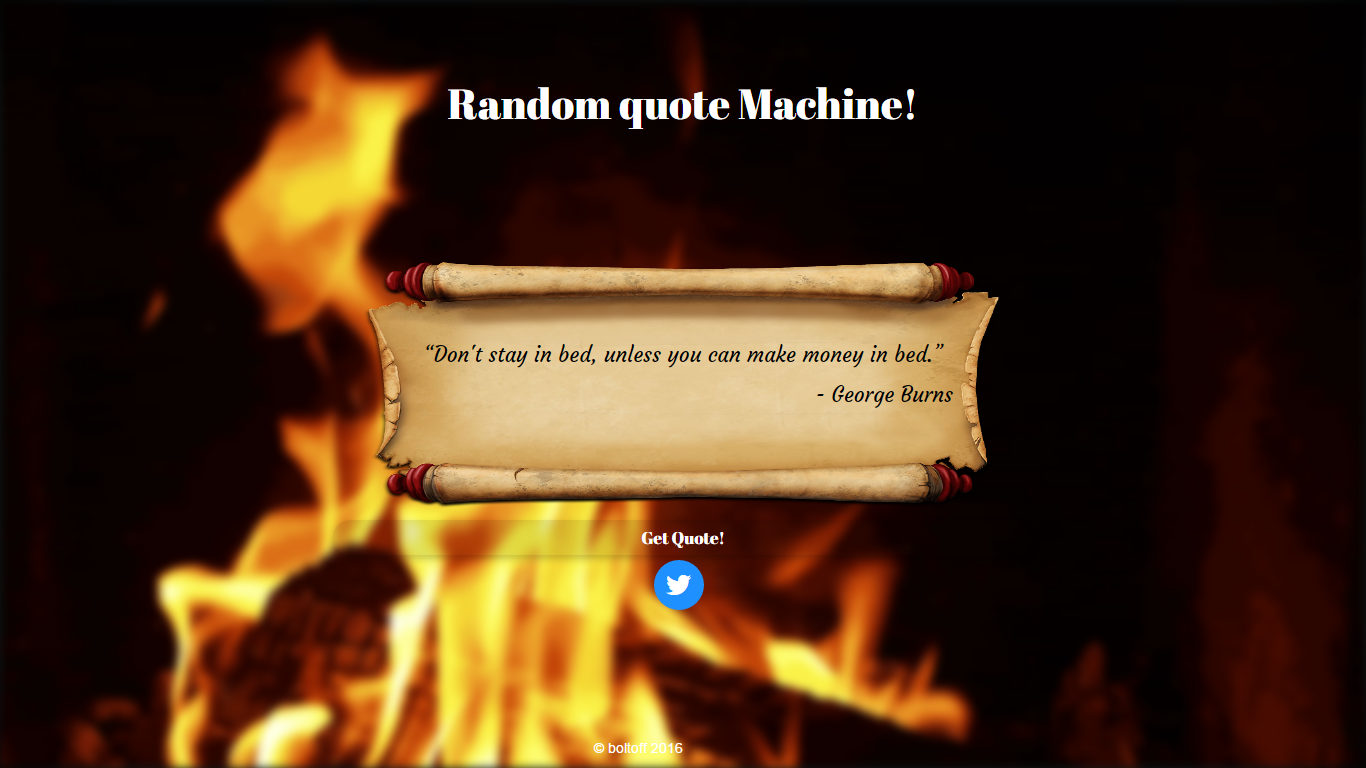 Random quote Machine!
“Don't stay in bed, unless you can make money in bed.”
- George Burns
Get Quote!
© boltoff 2016